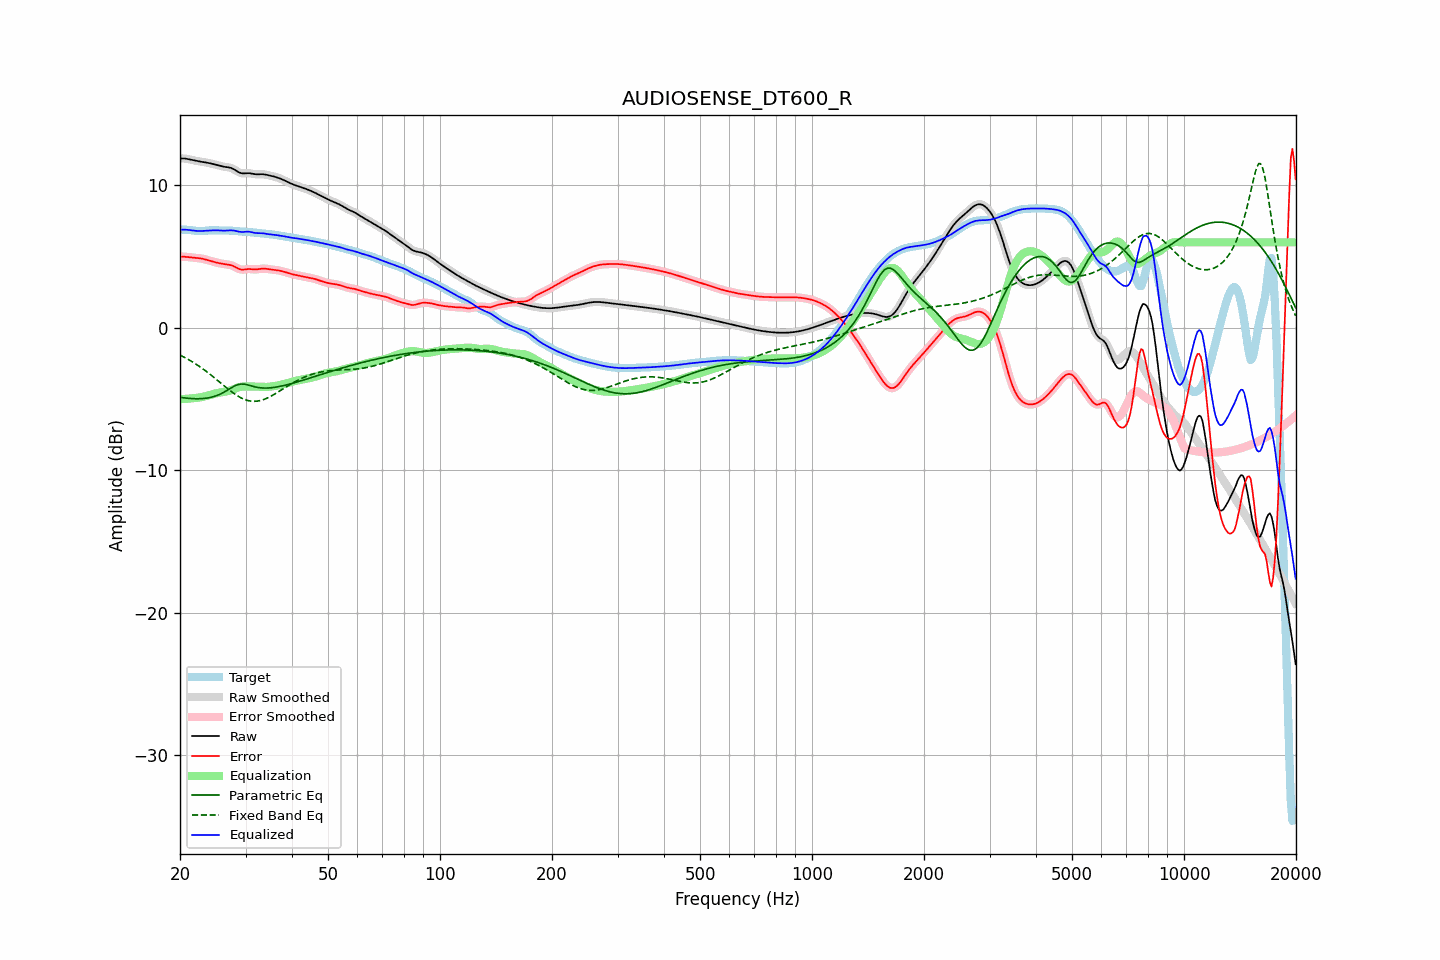 AUDIOSENSE_DT600_R
Amplitude (dBr)
10
0
−10
−20
−30
Target
Raw Smoothed
Error Smoothed
Raw
Error
Equalization
Parametric Eq
Fixed Band Eq
Equalized
20 50 100 200 500 1000 2000 5000 10000 20000
Frequency (Hz)